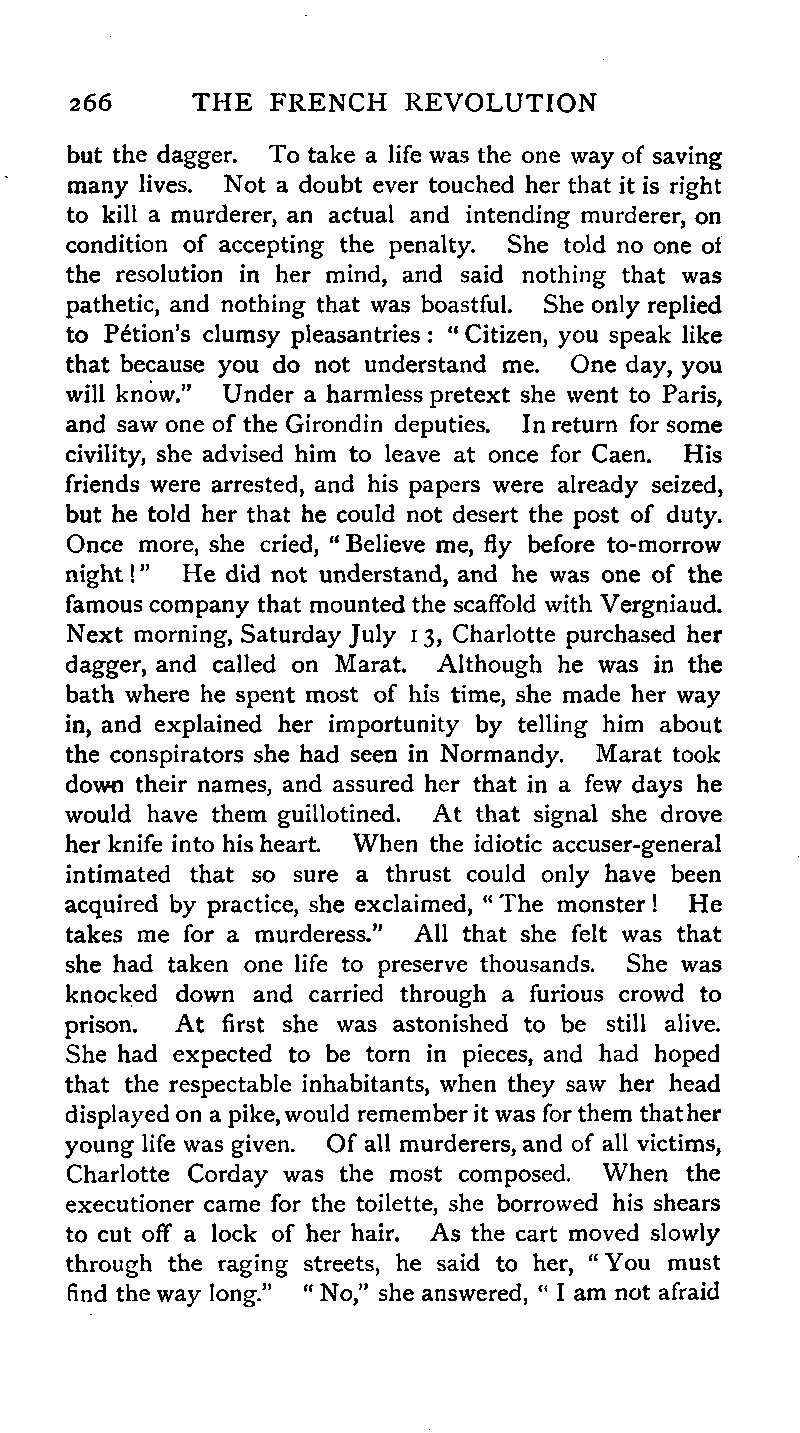 266 THE FRENCH REVOLUTION
but the dagger. To take a life was the one way of saving
many lives. Not a doubt ever touched her that it is right
to kill a murderer, an actual and intending murderer, on
condition of accepting the penalty. She told no one of
the resolution in her mind, and said nothing that was
pathetic, and nothing that was boastful. She only replied
to Pétion's clumsy pleasantries : “ Citizen, you speak like
that because you do not understand me. One day, you
will know.” Under a harmless pretext she went to Paris,
and saw one of the Girondin deputies. In return for some
civility, she advised him to leave at once for Caen. His
friends were arrested, and his papers were already seized,
but he told her that he could not desert the post of duty.
Once more, she cried, “ Believe me, fly before to-morrow
night ! ” He did not understand, and he was one of the
famous company that mounted the scaffold with Vergniaud.
Next morning, Saturday July 13, Charlotte purchased her
dagger, and called on Marat. Although he was in the
bath where he spent most of his time, she made her way
in, and explained her importunity by telling him about
the conspirators she had seen in Normandy. Marat took
down their names, and assured her that in a few days he
would have them guillotined. At that signal she drove
her knife into his heart. When the idiotic accuser-general
intimated that so sure a thrust could only have been
acquired by practice, she exclaimed, “ The monster ! He
takes me for a murderess.” All that she felt was that
she had taken one life to preserve thousands. She was
knocked down and carried through a furious crowd to
prison. At first she was astonished to be still alive.
She had expected to be torn in pieces, and had hoped
that the respectable inhabitants, when they saw her head
displayed on a pike, would remember it was for them that her
young life was given. Of all murderers, and of all victims,
Charlotte Corday was the most composed. When the
executioner came for the toilette, she borrowed his shears
to cut off a lock of her hair. As the cart moved slowly
through the raging streets, he said to her, “ You must
find the way long.” “ No,” she answered, “ I am not afraid